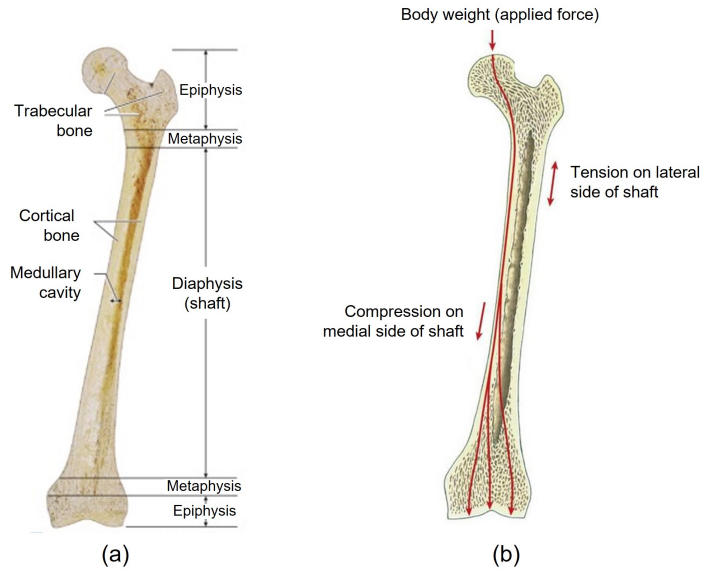 Body weight (applied force)
Epiphysis
Trabecular
bone
Metaphysis
Tension on lateral
side of shaft
Cortical
bone
Medullary
cavity
Diaphysis
(shaft)
Compression on
medial side of shaft
Metaphysis
Epiphysis
(a)
(b)